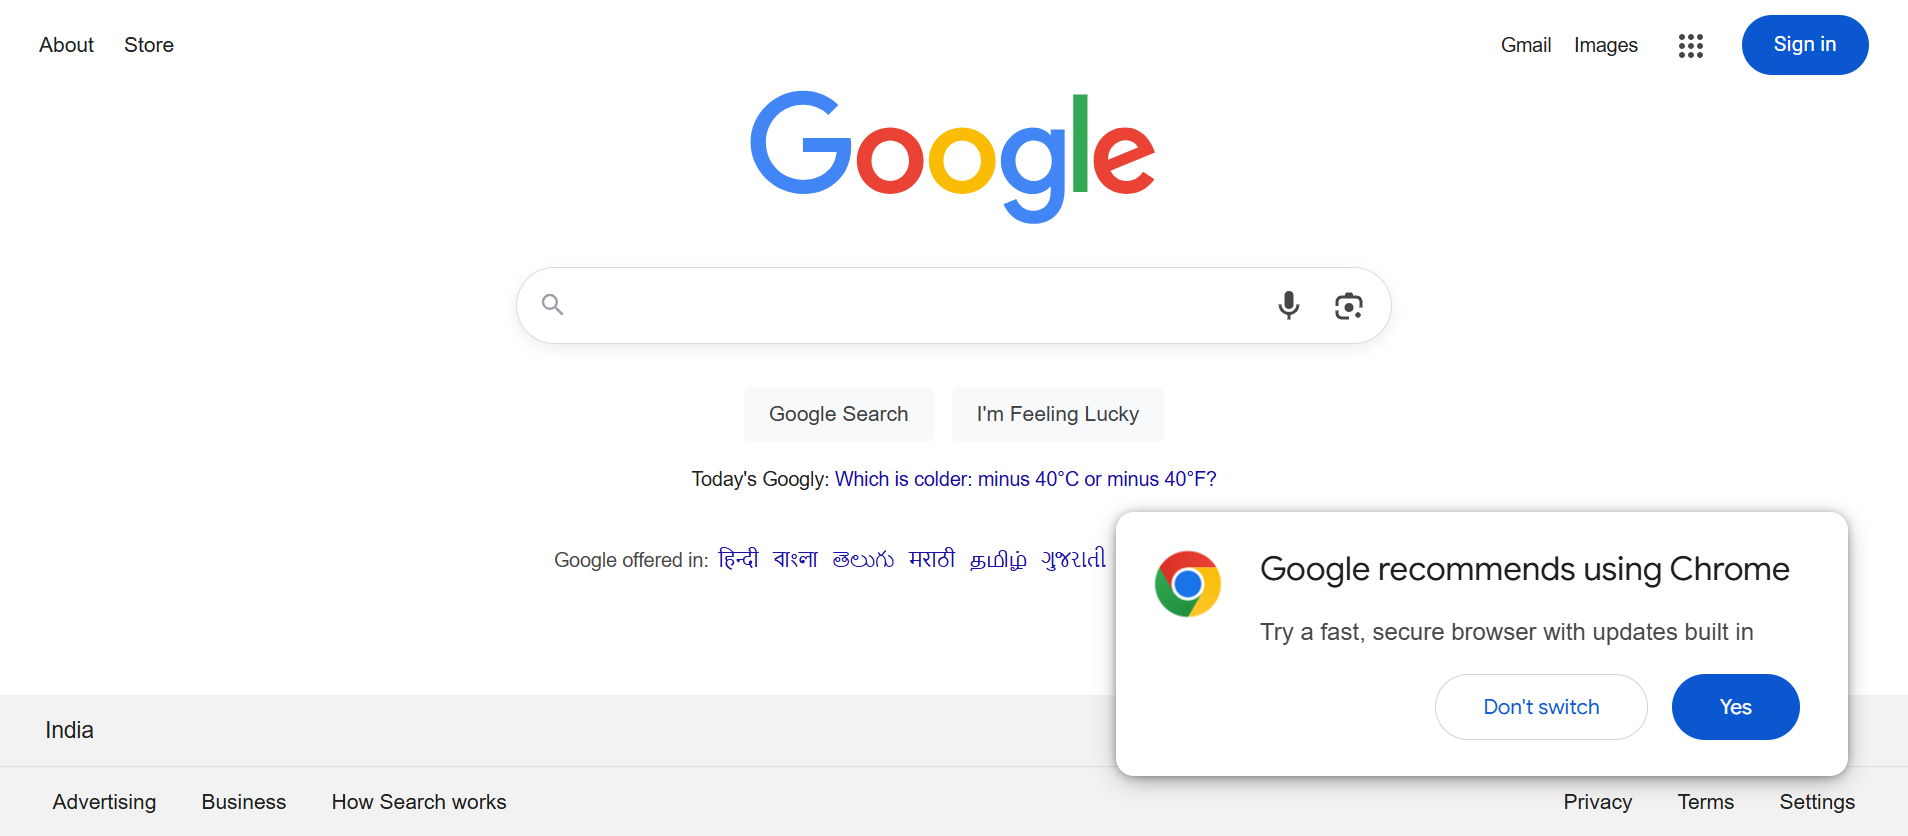 About Store Gmail Images Sign in
Google
Google Search I'm Feeling Lucky
Today's Googly: Which is colder: minus 40°C or minus 40°F?
Google offered in: हिन्दी বাংলা తెలుగు मराठी தமிழ் ગુજરાતી
Google recommends using Chrome
Try a fast, secure browser with updates built in
Don't switch Yes
India
Advertising Business How Search works Privacy Terms Settings